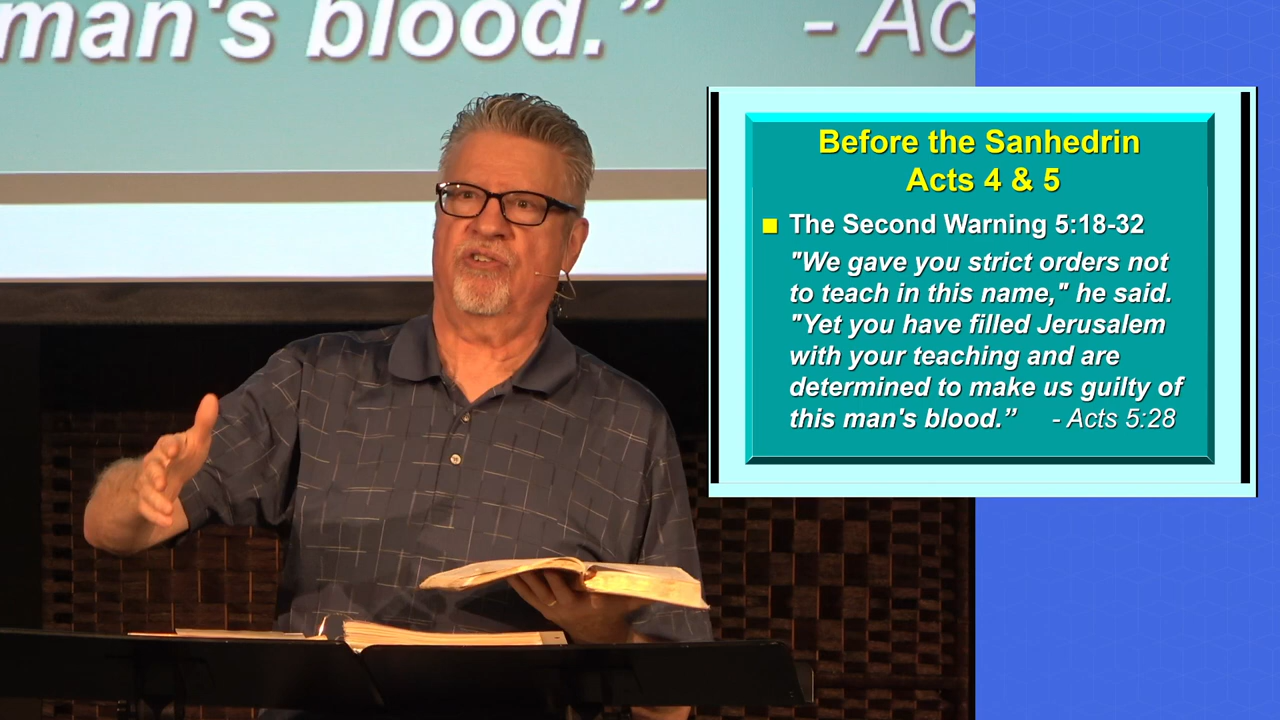 man's blood.” - Ac
Before the Sanhedrin
Acts 4 & 5
The Second Warning 5:18-32
"We gave you strict orders not
to teach in this name," he said.
"Yet you have filled Jerusalem
with your teaching and are
determined to make us guilty of
this man's blood.” - Acts 5:28